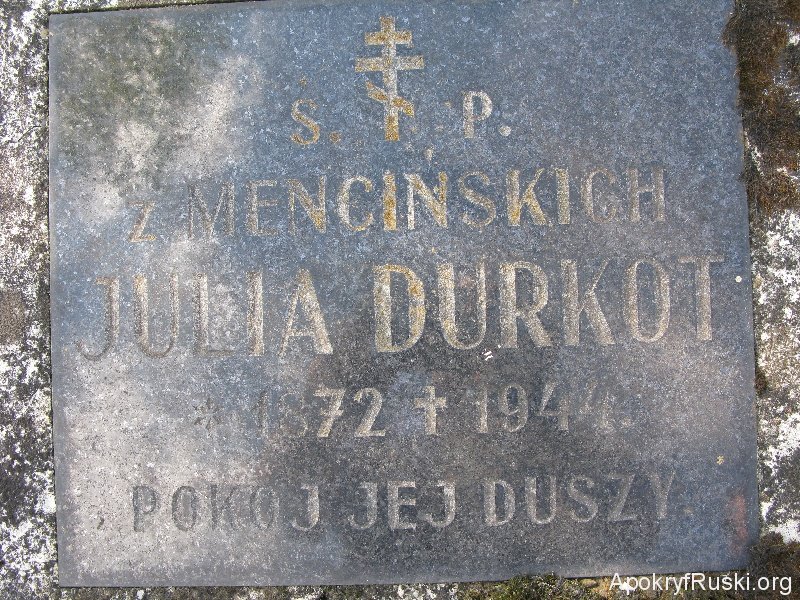 Ś. P.
z MENCIŃSKICH
JULIA DURKOT
* 1872 † 1944.
POKÓJ JEJ DUSZY.
ApokryfRuski.org